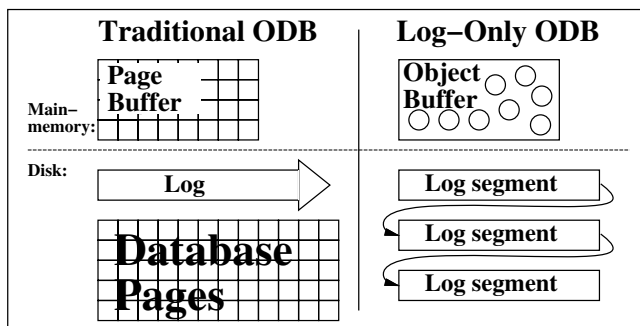 Traditional ODB
Log-Only ODB
Page
Buffer
Object
Buffer
Main-
memory:
Disk:
Log
Log segment
Database
Pages
Log segment
Log segment